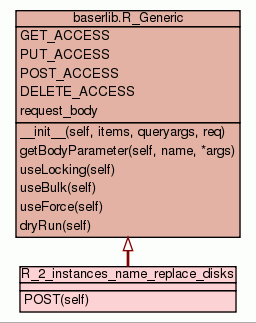 baserlib.R_Generic
GET_ACCESS
PUT_ACCESS
POST_ACCESS
DELETE_ACCESS
request_body
__init__(self, items, queryargs, req)
getBodyParameter(self, name, *args)
useLocking(self)
useBulk(self)
useForce(self)
dryRun(self)
R_2_instances_name_replace_disks
POST(self)